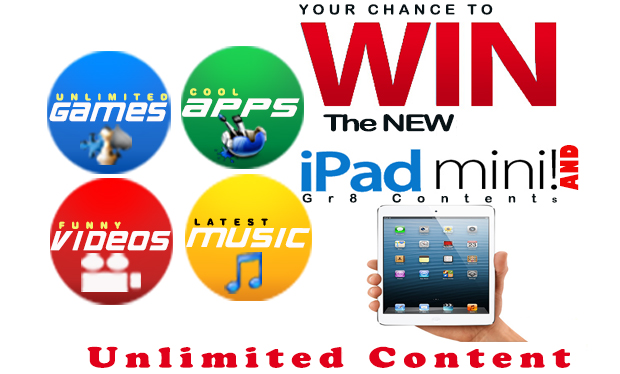 YOUR CHANCE TO
WIN
The NEW
iPad mini! AND
Gr8 Contents
UNLIMITED
GAMES
COOL
APPS
FUNNY
VIDEOS
LATEST
MUSIC
Unlimited Content